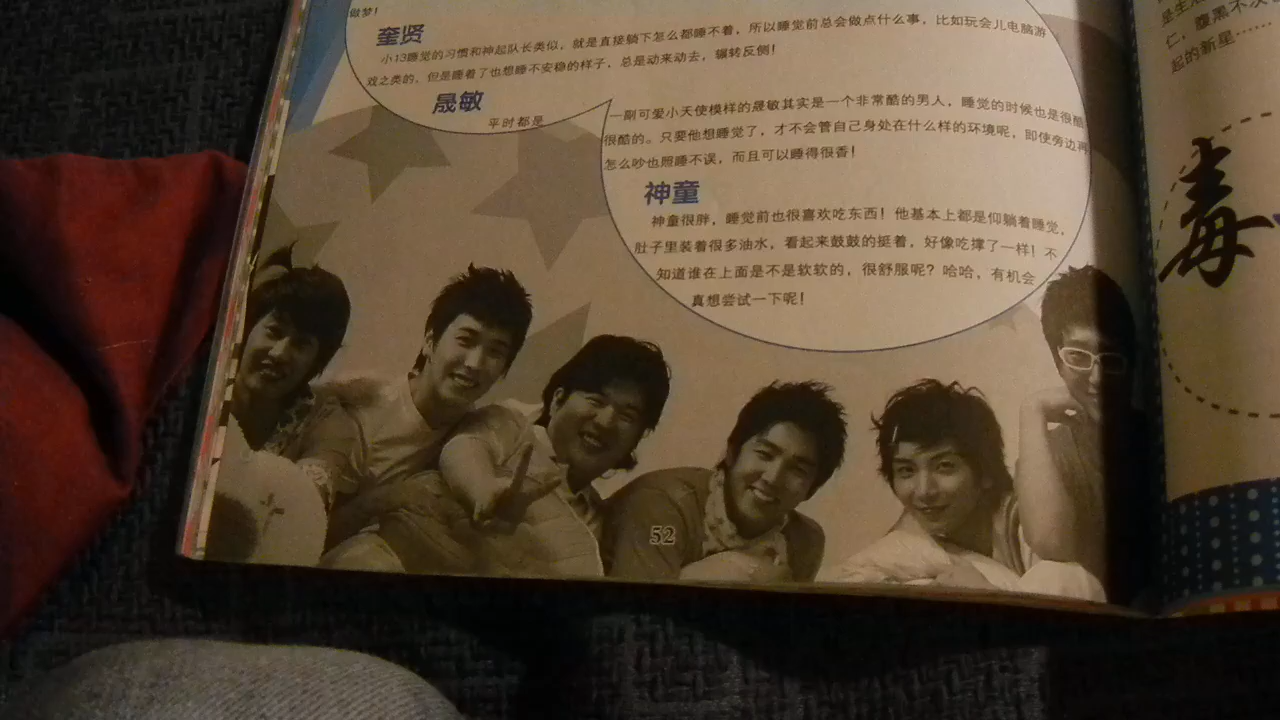 做梦!
奎贤
小13睡觉的习惯和神起队长类似,就是直接躺下怎么都睡不着,所以睡觉前总会做点什么事,比如玩会儿电脑游
戏之类的。但是睡着了也想睡不安稳的样子,总是动来动去,辗转反侧!
晟敏
平时都是一副可爱小天使模样的晟敏其实是一个非常酷的男人,睡觉的时候也是很酷
很酷的。只要他想睡觉了,才不会管自己身处在什么样的环境呢,即使旁边再
怎么吵也照睡不误,而且可以睡得很香!
神童
神童很胖,睡觉前也很喜欢吃东西!他基本上都是仰躺着睡觉,
肚子里装着很多油水,看起来鼓鼓的挺着,好像吃撑了一样!不
知道谁在上面是不是软软的,很舒服呢?哈哈,有机会
真想尝试一下呢!
52
是生活
仁,腹黑不次
起的新星……
毒